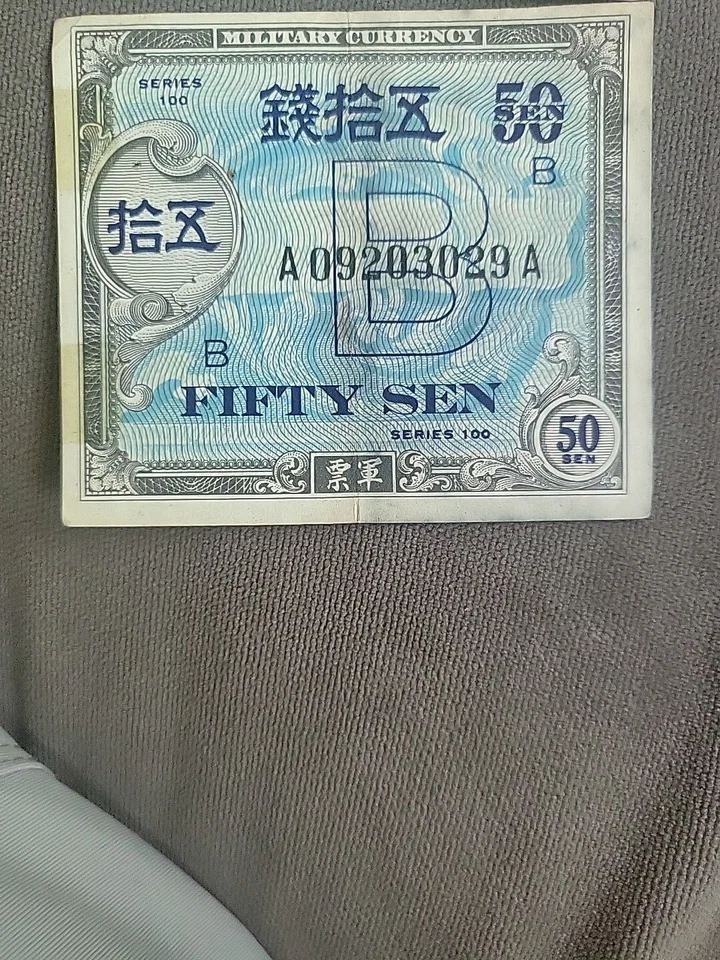 MILITARY CURRENCY
SERIES
100
錢拾五
50
SEN
B
拾五
B
A09203029A
B
FIFTY SEN
SERIES 100
50
SEN
票軍